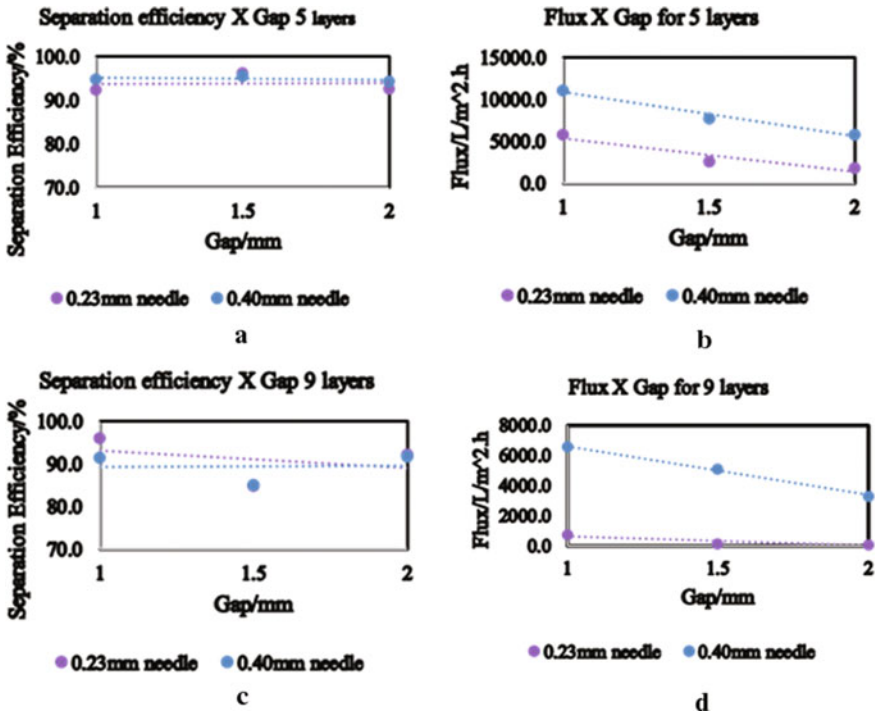 Separation efficiency X Gap 5 layers
Separation Efficiency/%
100.0
90.0
80.0
70.0
1 1.5 2
Gap/mm
0.23mm needle 0.40mm needle
a
Flux X Gap for 5 layers
Flux/L/m^2.h
15000.0
10000.0
5000.0
0.0
1 1.5 2
Gap/mm
0.23mm needle 0.40mm needle
b
Separation efficiency X Gap 9 layers
Separation Efficiency/%
100.0
90.0
80.0
70.0
1 1.5 2
Gap/mm
0.23mm needle 0.40mm needle
c
Flux X Gap for 9 layers
Flux/L/m^2.h
8000.0
6000.0
4000.0
2000.0
0.0
1 1.5 2
Gap/mm
0.23mm needle 0.40mm needle
d